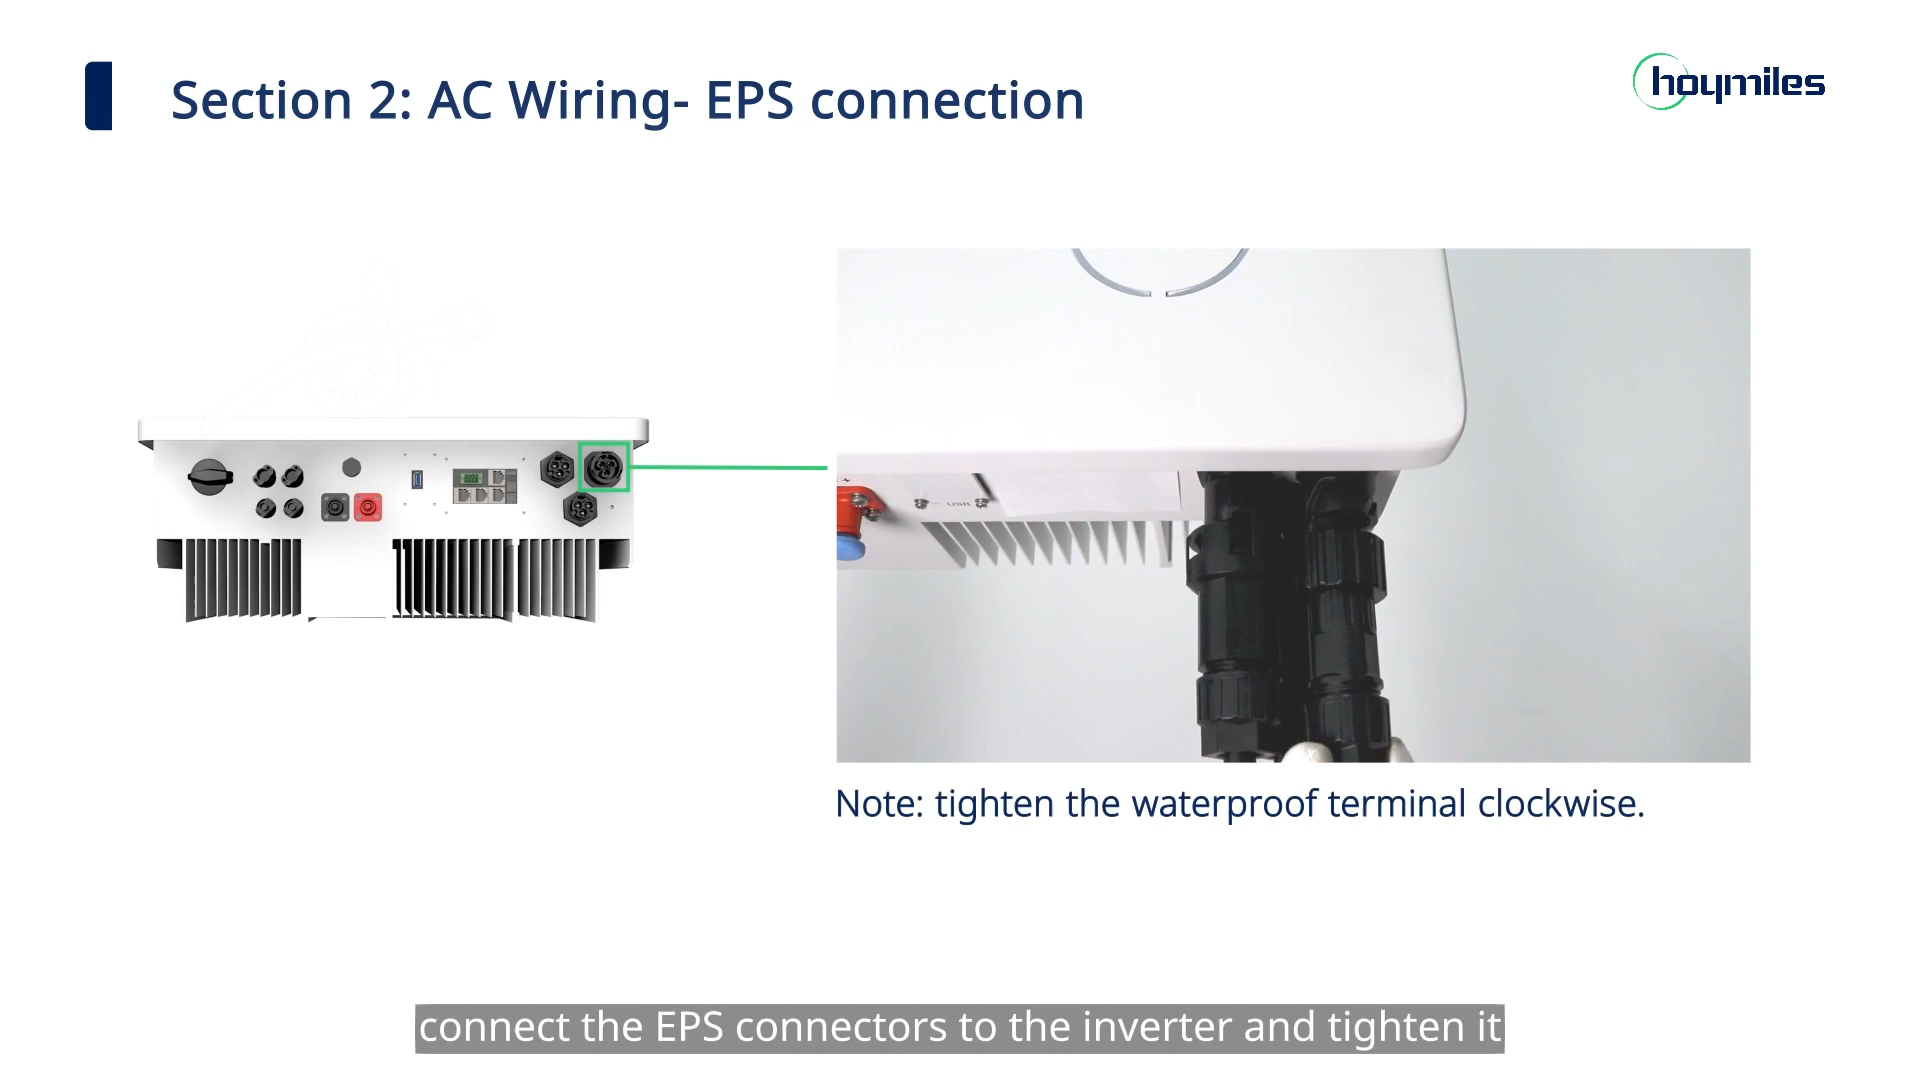 Section 2: AC Wiring- EPS connection
hoymiles
USB
Note: tighten the waterproof terminal clockwise.
connect the EPS connectors to the inverter and tighten it